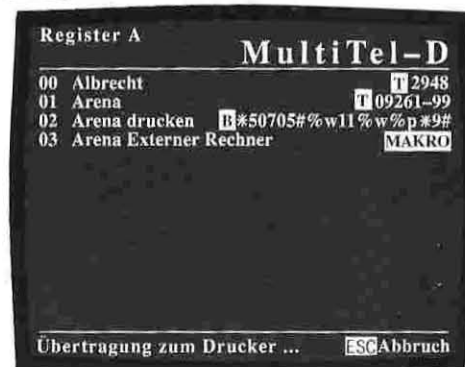 Register A
MultiTel-D
00 Albrecht T 2948
01 Arena T 09261-99
02 Arena drucken B *50705#%w11%w%p*9#
03 Arena Externer Rechner MAKRO
Übertragung zum Drucker ... ESC Abbruch